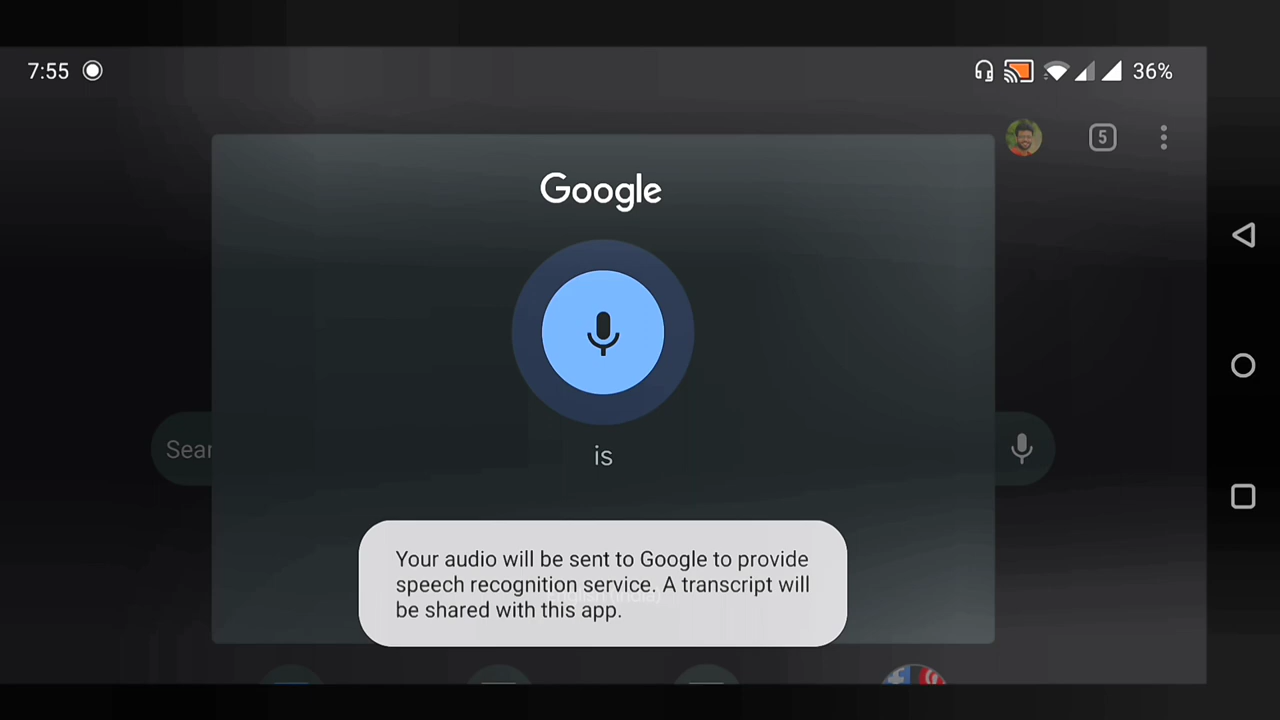 7:55
36%
5
Google
is
Sear
Your audio will be sent to Google to provide
speech recognition service. A transcript will
be shared with this app.